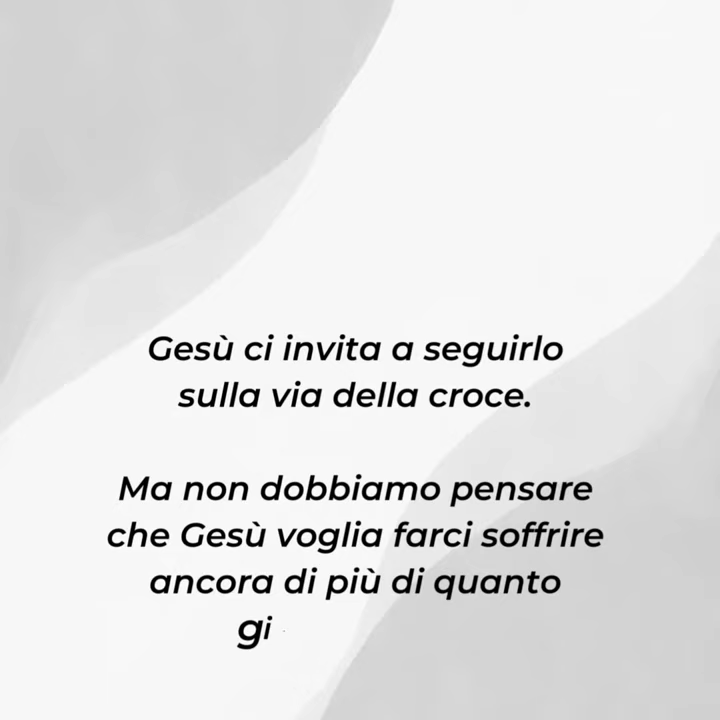 Gesù ci invita a seguirlo
sulla via della croce.
Ma non dobbiamo pensare
che Gesù voglia farci soffrire
ancora di più di quanto
gi